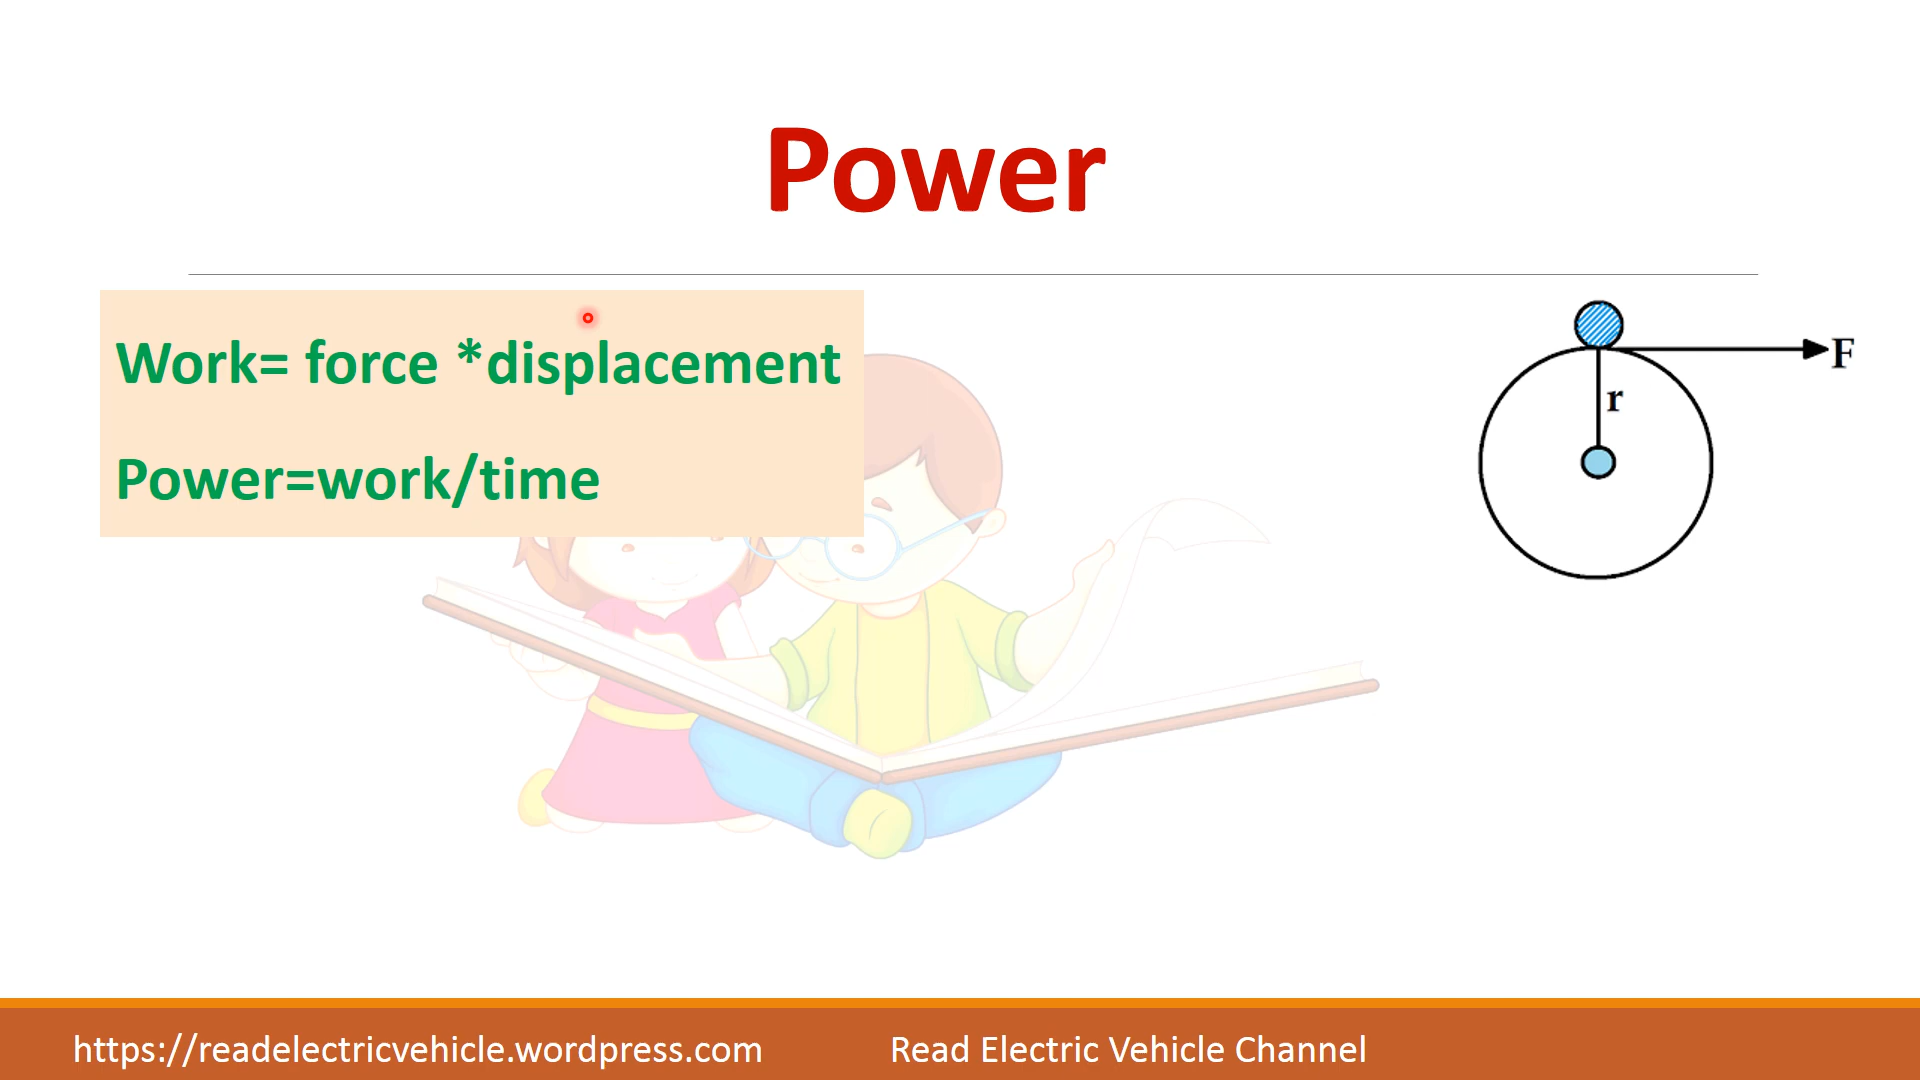 Power
Work= force *displacement
Power=work/time
F
r
https://readelectricvehicle.wordpress.com
Read Electric Vehicle Channel